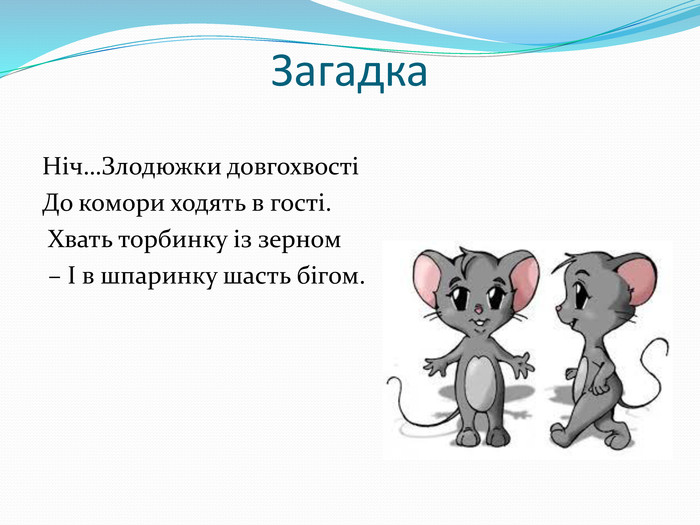 Загадка
Ніч...Злодюжки довгохвості
До комори ходять в гості.
Хвать торбинку із зерном
– І в шпаринку шасть бігом.